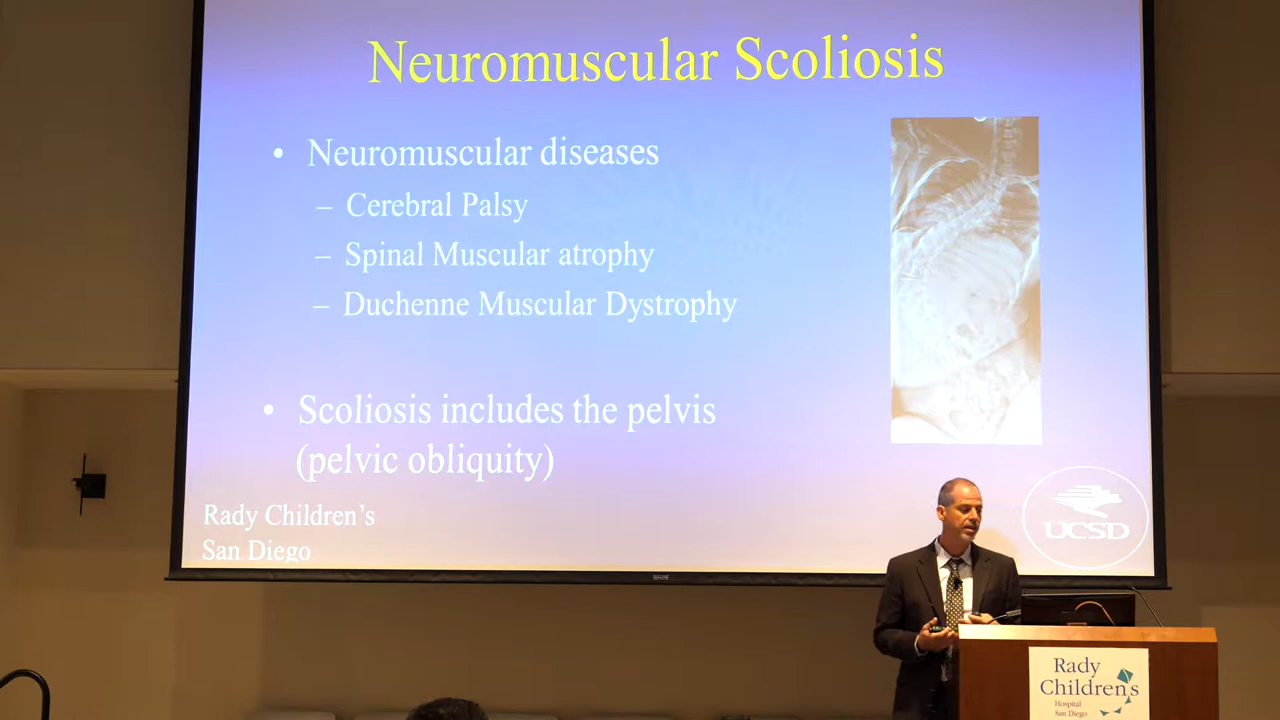 Neuromuscular Scoliosis
• Neuromuscular diseases
– Cerebral Palsy
– Spinal Muscular atrophy
– Duchenne Muscular Dystrophy
• Scoliosis includes the pelvis
(pelvic obliquity)
Rady Children's
San Diego
UCSD
Rady
Children's
Hospital
San Diego